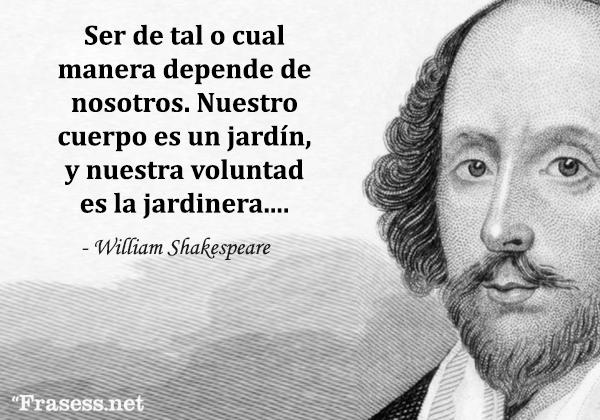 Ser de tal o cual
manera depende de
nosotros. Nuestro
cuerpo es un jardín,
y nuestra voluntad
es la jardinera....
- William Shakespeare
“Frasess.net